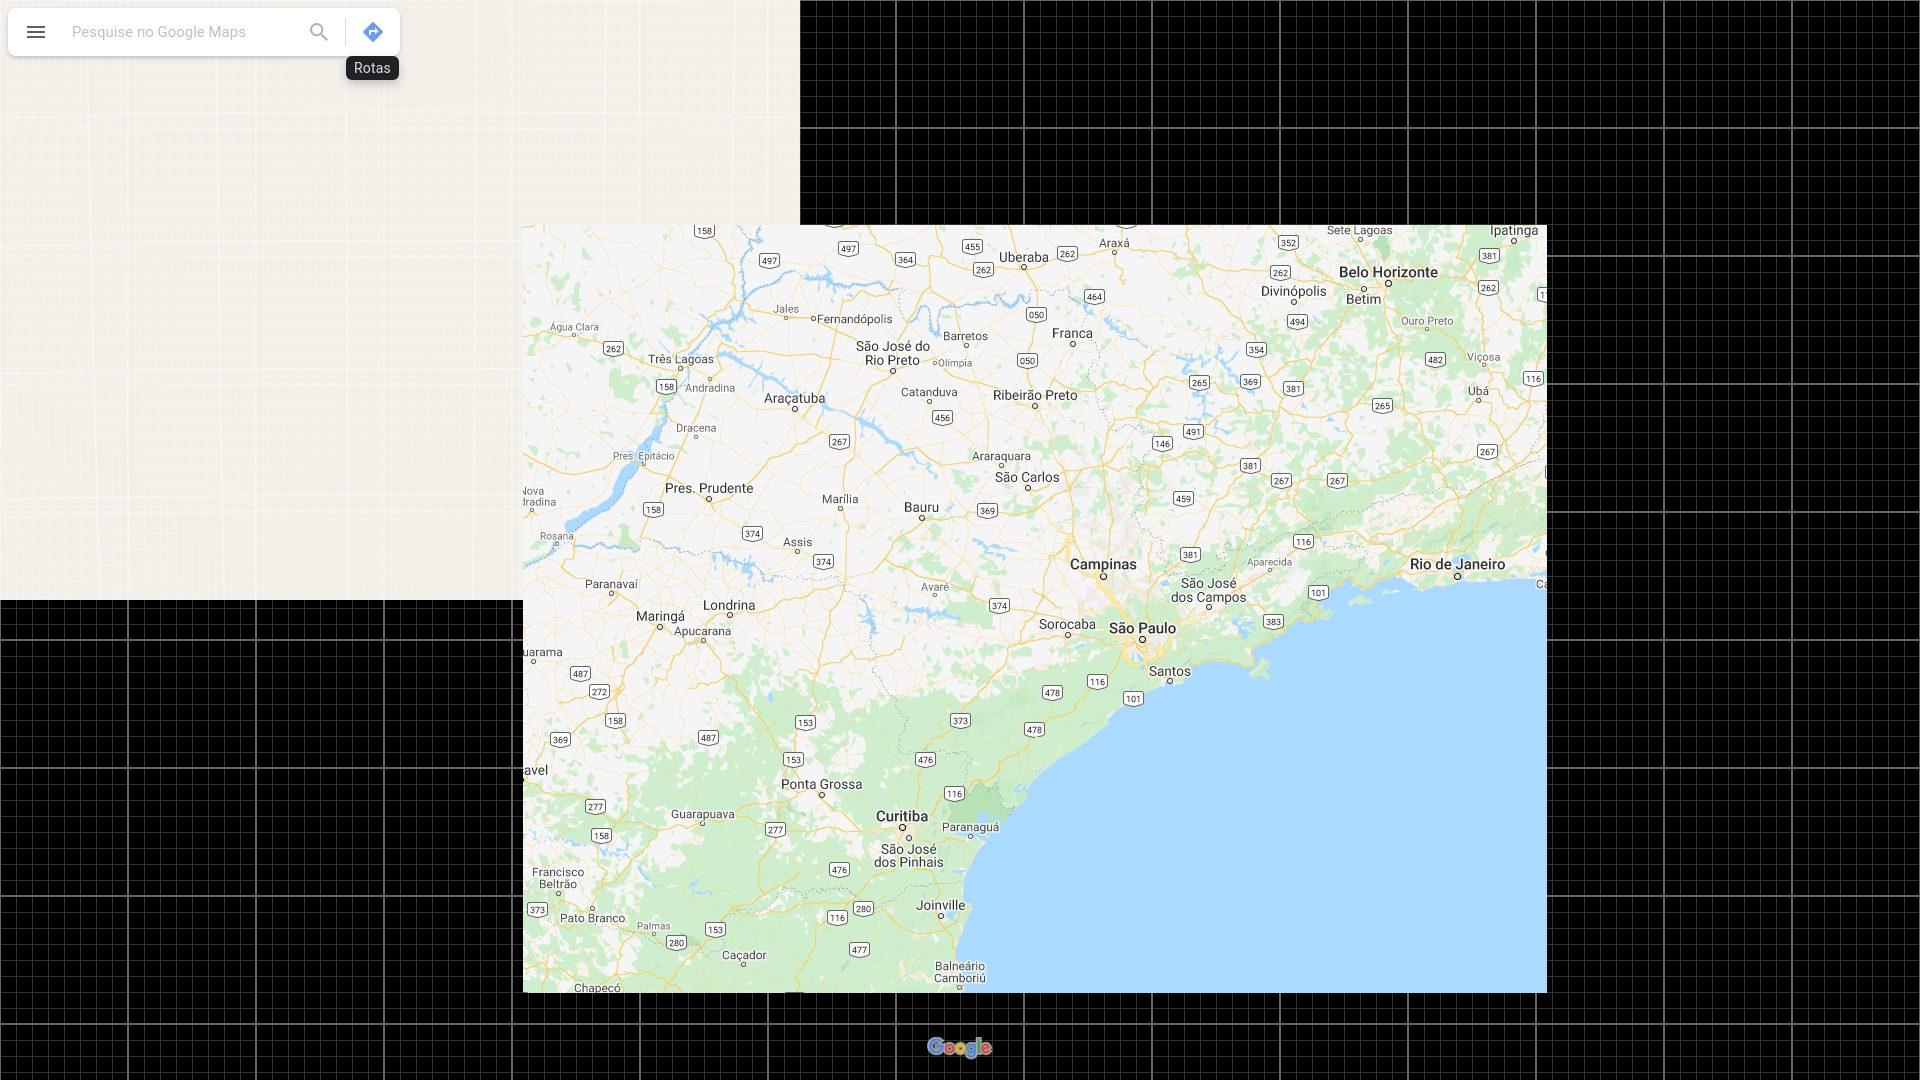 Pesquise no Google Maps
Rotas
158
497
497
364
455
262
Uberaba
262
Araxá
352
Sete Lagoas
Ipatinga
381
262
Belo Horizonte
Divinópolis
Betim
262
464
050
494
Ouro Preto
Jales
Fernandópolis
Água Clara
262
Barretos
Franca
São José do
Rio Preto
Olímpia
050
354
482
Viçosa
Três Lagoas
158
Andradina
265
369
381
116
Araçatuba
Catanduva
Ribeirão Preto
Ubá
456
265
Dracena
267
491
146
267
Pres. Epitácio
Araraquara
381
São Carlos
267
267
Pres. Prudente
Marília
459
Nova
dradina
158
Bauru
369
374
Rosana
Assis
374
381
116
Campinas
Aparecida
Rio de Janeiro
Paranavaí
Avaré
São José
dos Campos
101
Londrina
374
Maringá
Apucarana
Sorocaba
São Paulo
383
uarama
487
272
Santos
116
478
101
158
153
373
478
369
487
153
476
avel
Ponta Grossa
116
277
Guarapuava
277
Curitiba
Paranaguá
158
São José
dos Pinhais
476
Francisco
Beltrão
373
Pato Branco
280
116
Joinville
Palmas
153
280
477
Caçador
Balneário
Camboriú
Chapecó
Google